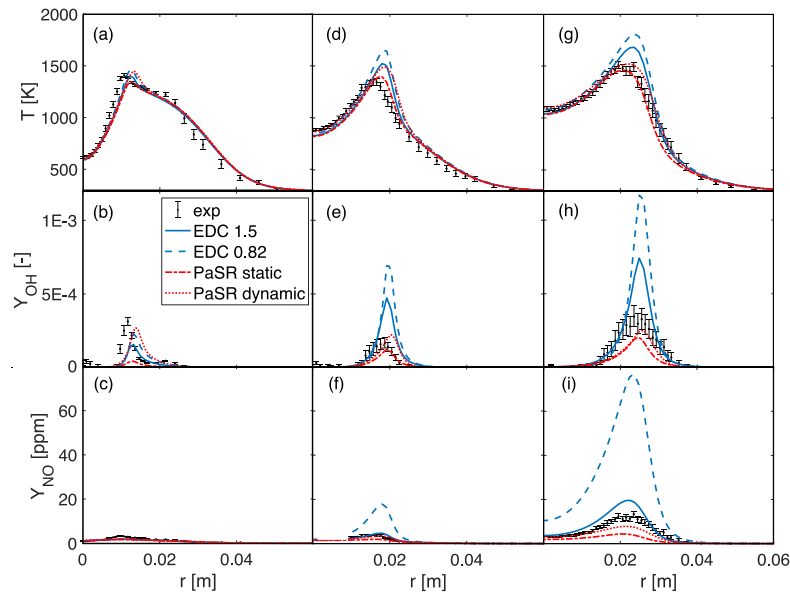 (a) (d) (g)
T [K]
2000
1500
1000
500
(b) (e) (h)
Y_OH [-]
1E-3
5E-4
0
exp
EDC 1.5
EDC 0.82
PaSR static
PaSR dynamic
(c) (f) (i)
Y_NO [ppm]
60
40
20
0
0 0.02 0.04 0.02 0.04 0.02 0.04 0.06
r [m] r [m] r [m]